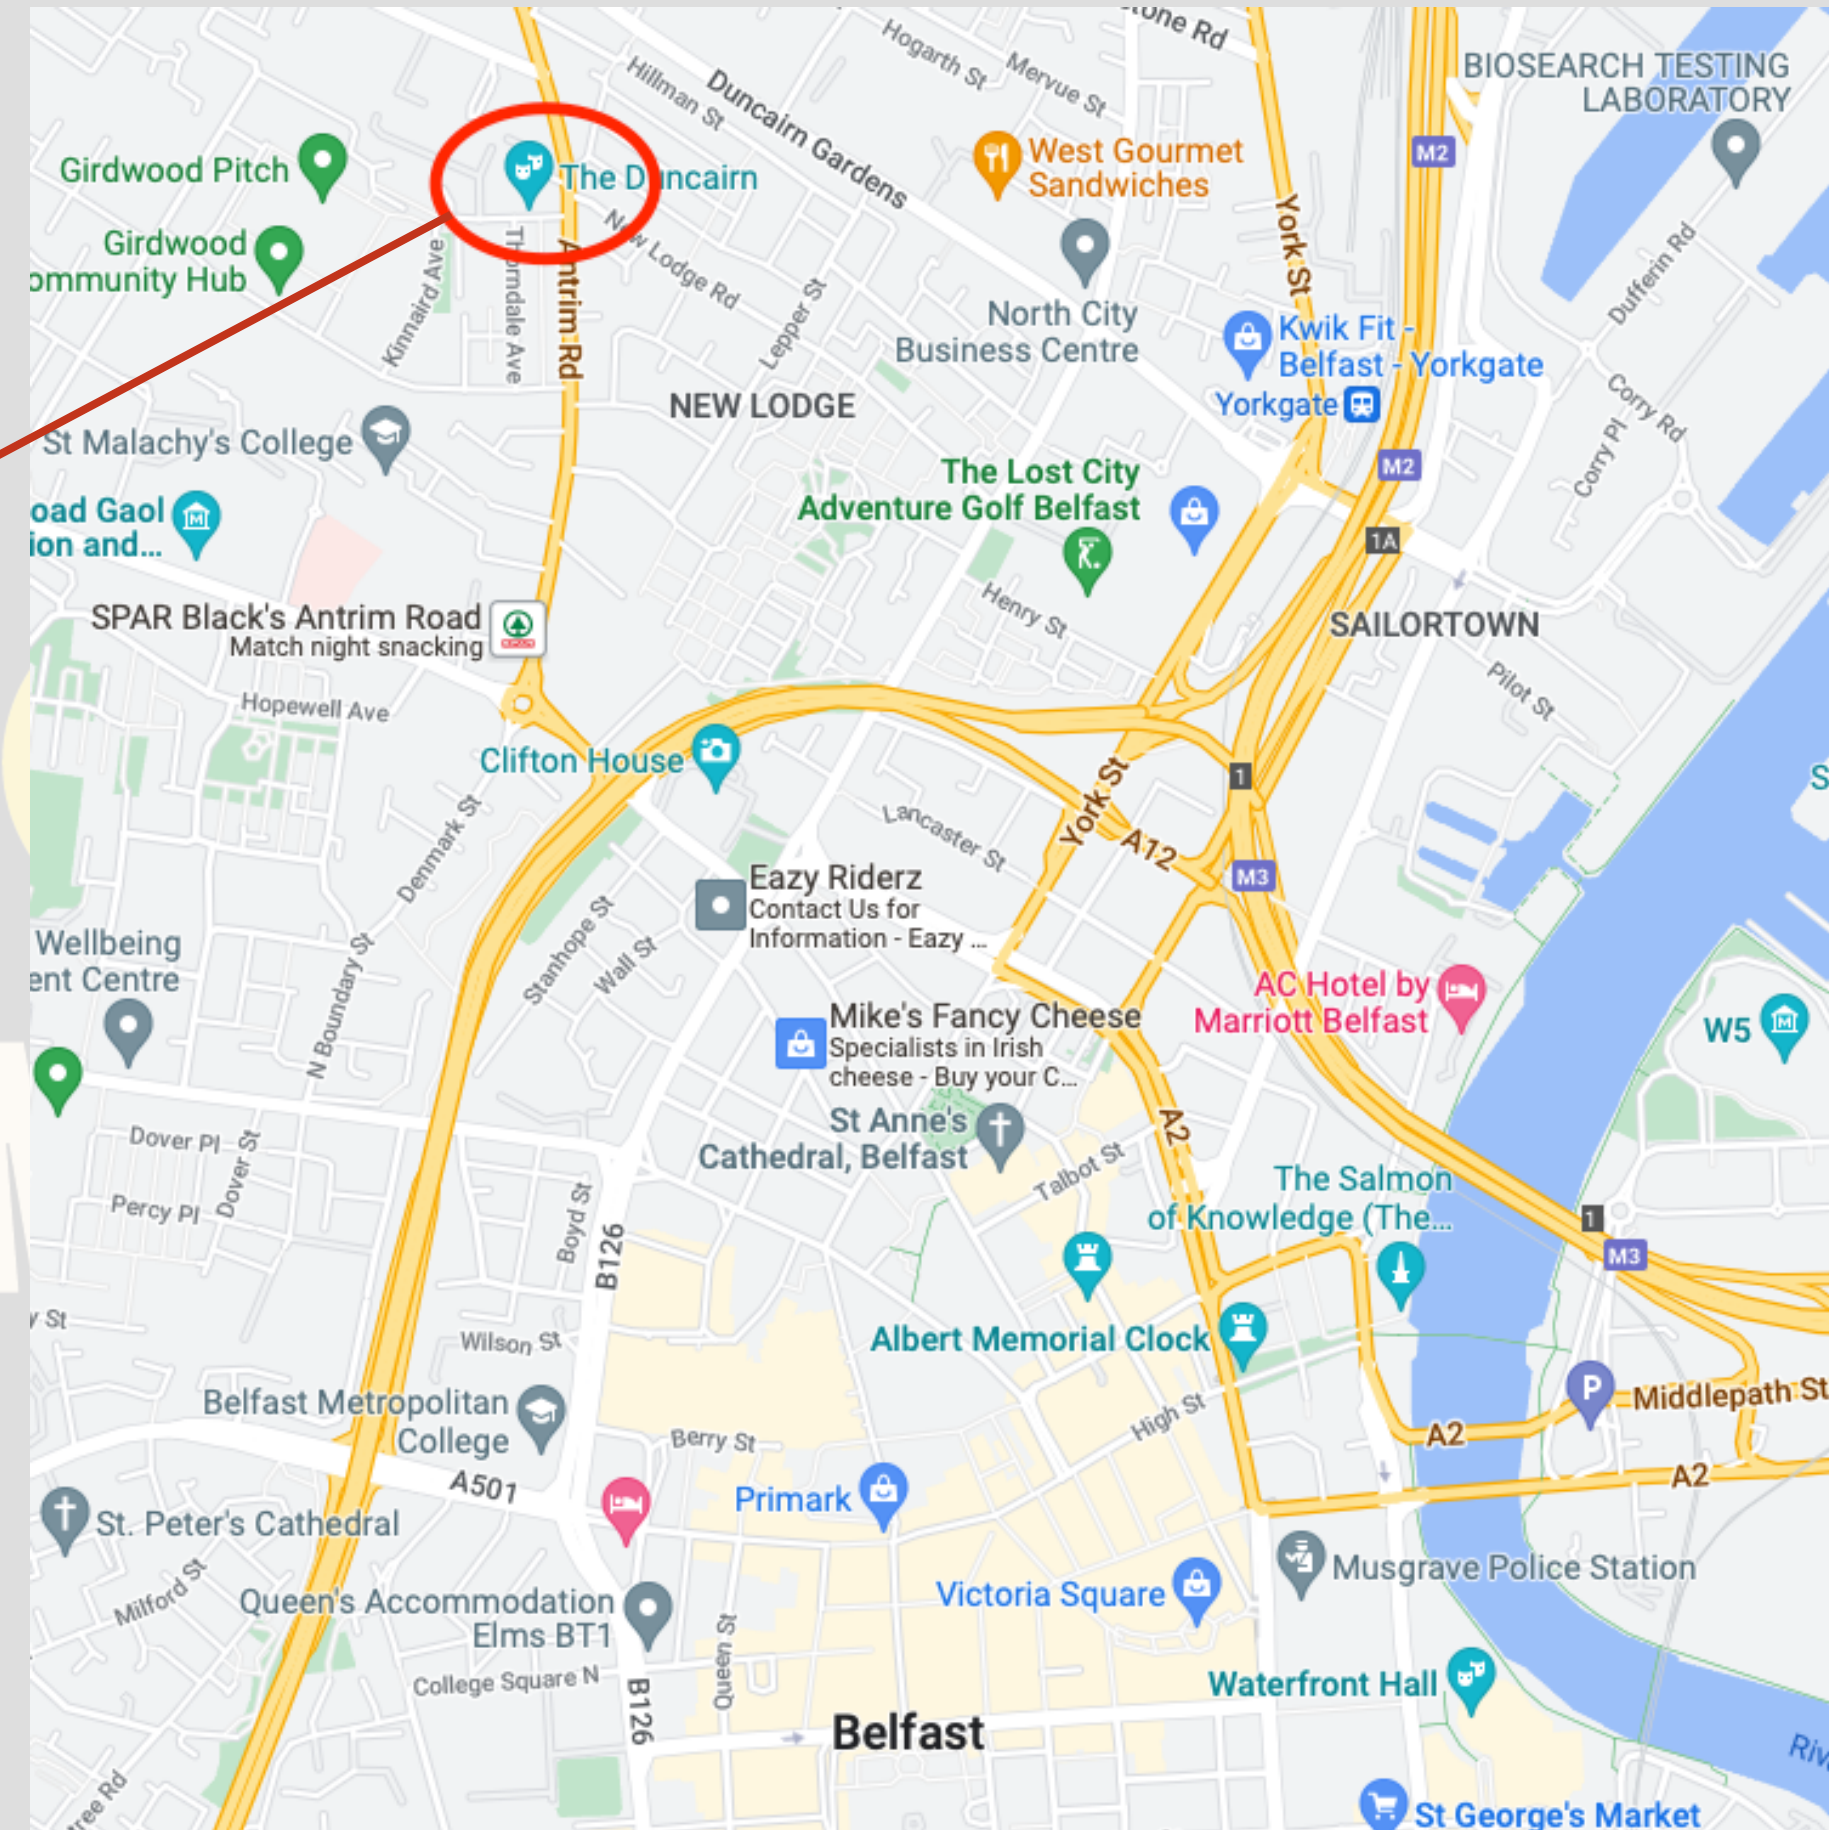 stone Rd
Hogarth St
Mervue St
BIOSEARCH TESTING
LABORATORY
Hillman St
Duncairn Gardens
M2
Girdwood Pitch
The Duncairn
West Gourmet
Sandwiches
York St
New Lodge Rd
Girdwood
ommunity Hub
Kinnaird Ave
Thorndale Ave
Antrim Rd
Lepper St
North City
Business Centre
Dufferin Rd
Kwik Fit -
Belfast - Yorkgate
Yorkgate
Corry Rd
Corry Pl
NEW LODGE
St Malachy's College
M2
The Lost City
Adventure Golf Belfast
oad Gaol
ion and...
1A
Henry St
SPAR Black's Antrim Road
Match night snacking
SAILORTOWN
Pilot St
Hopewell Ave
Clifton House
1
S
York St
Lancaster St
A12
Denmark St
M3
Eazy Riderz
Contact Us for
Information - Eazy ...
Stanhope St
Wall St
Wellbeing
ent Centre
N Boundary St
AC Hotel by
Marriott Belfast
Mike's Fancy Cheese
Specialists in Irish
cheese - Buy your C...
W5
St Anne's
Cathedral, Belfast
A2
Talbot St
Dover Pl
Dover St
Percy Pl
Boyd St
B126
The Salmon
of Knowledge (The...
1
M3
y St
Wilson St
Albert Memorial Clock
High St
P
Middlepath St
Belfast Metropolitan
College
Berry St
A2
A501
A2
Primark
St. Peter's Cathedral
Milford St
Musgrave Police Station
Victoria Square
Queen's Accommodation
Elms BT1
Queen St
College Square N
B126
Waterfront Hall
Belfast
Riv
tree Rd
St George's Market